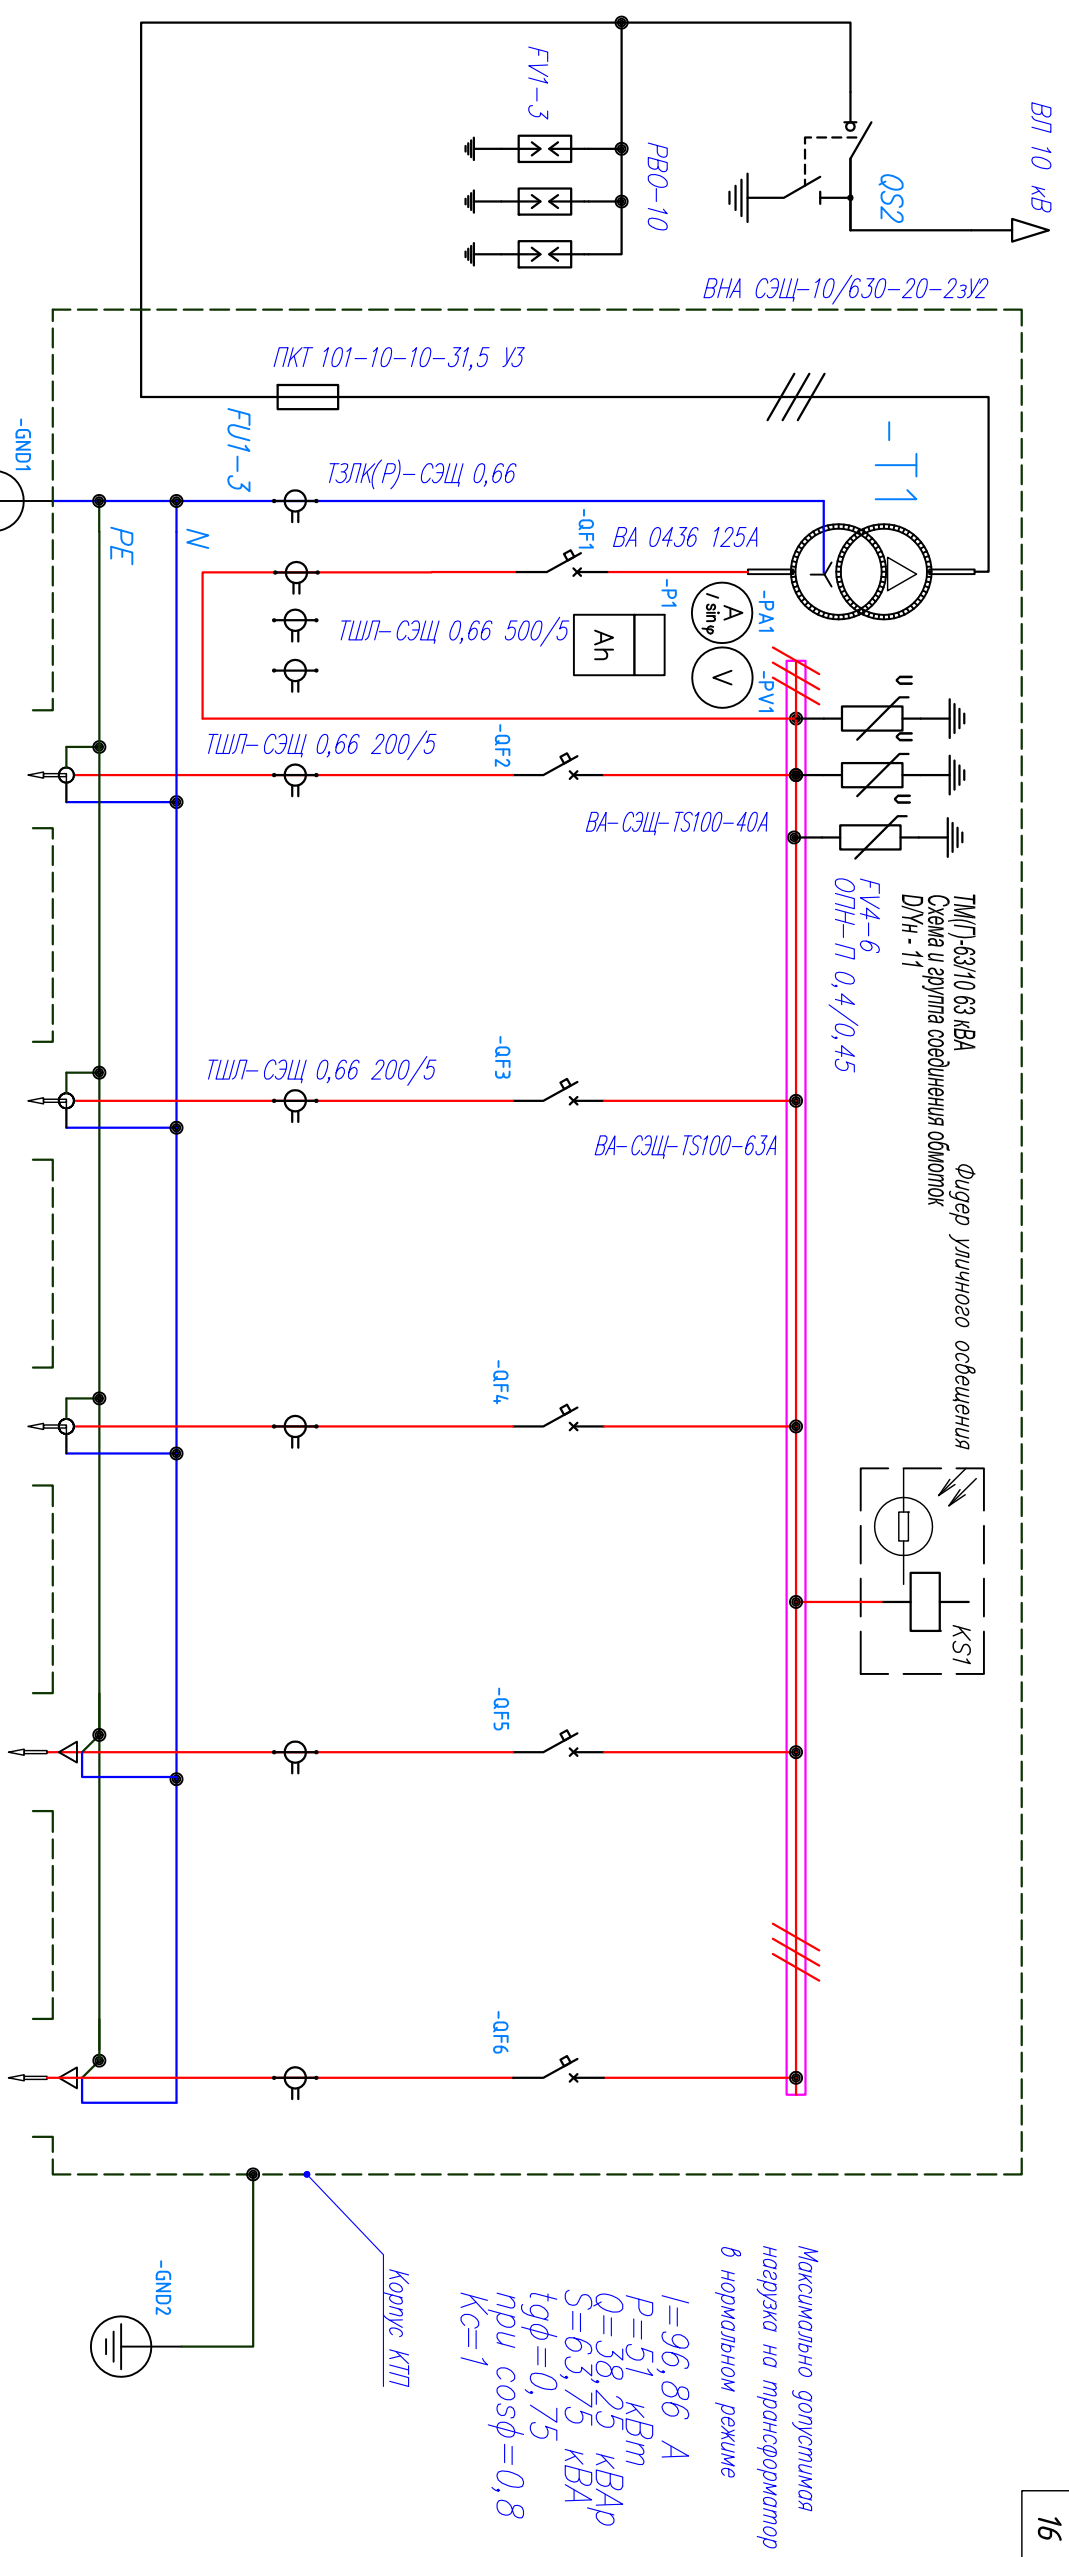 16
ВЛ 10 кВ
QS2
ВНА СЭЩ-10/630-20-2зУ2
РВО-10
FV1-3
ПКТ 101-10-10-31,5 У3
FU1-3
-T1
ТЗЛК(Р)-СЭЩ 0,66
-GND1
N
PE
-QF1
ВА 0436 125А
-P1
Ah
-PA1
A
/ sinφ
-PV1
V
ТШЛ-СЭЩ 0,66 500/5
U
U
U
FV4-6
ОПН-П 0,4/0,45
ТМ(Г)-63/10 63 кВА
Схема и группа соединения обмоток
D/Yн - 11
ТШЛ-СЭЩ 0,66 200/5
-QF2
ВА-СЭЩ-TS100-40А
ТШЛ-СЭЩ 0,66 200/5
-QF3
ВА-СЭЩ-TS100-63А
Фидер уличного освещения
KS1
-QF4
-QF5
-QF6
Корпус КТП
-GND2
Максимально допустимая
нагрузка на трансформатор
в нормальном режиме
I=96,86 А
P=51 кВт
Q=38,25 кВАр
S=63,75 кВА
tgφ=0,75
при cosφ=0,8
Кс=1